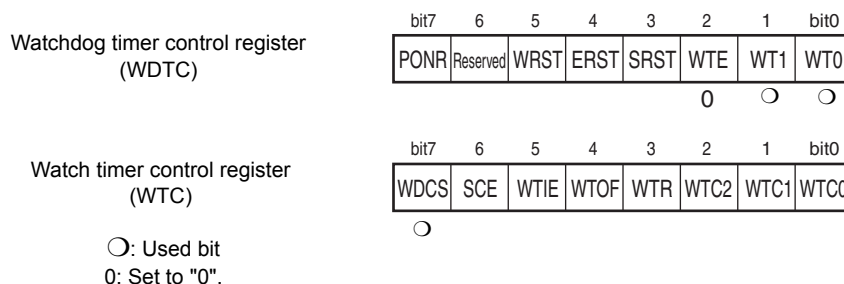 Watchdog timer control register
(WDTC)
bit7 6 5 4 3 2 1 bit0
PONR Reserved WRST ERST SRST WTE WT1 WT0
0 ❍ ❍
Watch timer control register
(WTC)
bit7 6 5 4 3 2 1 bit0
WDCS SCE WTIE WTOF WTR WTC2 WTC1 WTC0
❍
❍: Used bit
0: Set to "0".